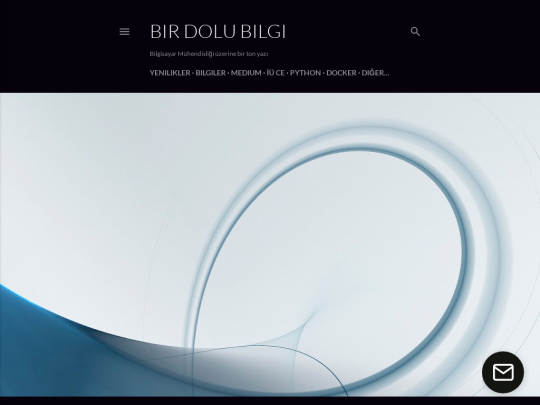 BIR DOLU BILGI
Bilgisayar Mühendisliği üzerine bir ton yazı
YENILIKLER · BILGILER · MEDIUM · İÜ CE · PYTHON · DOCKER · DIĞER...